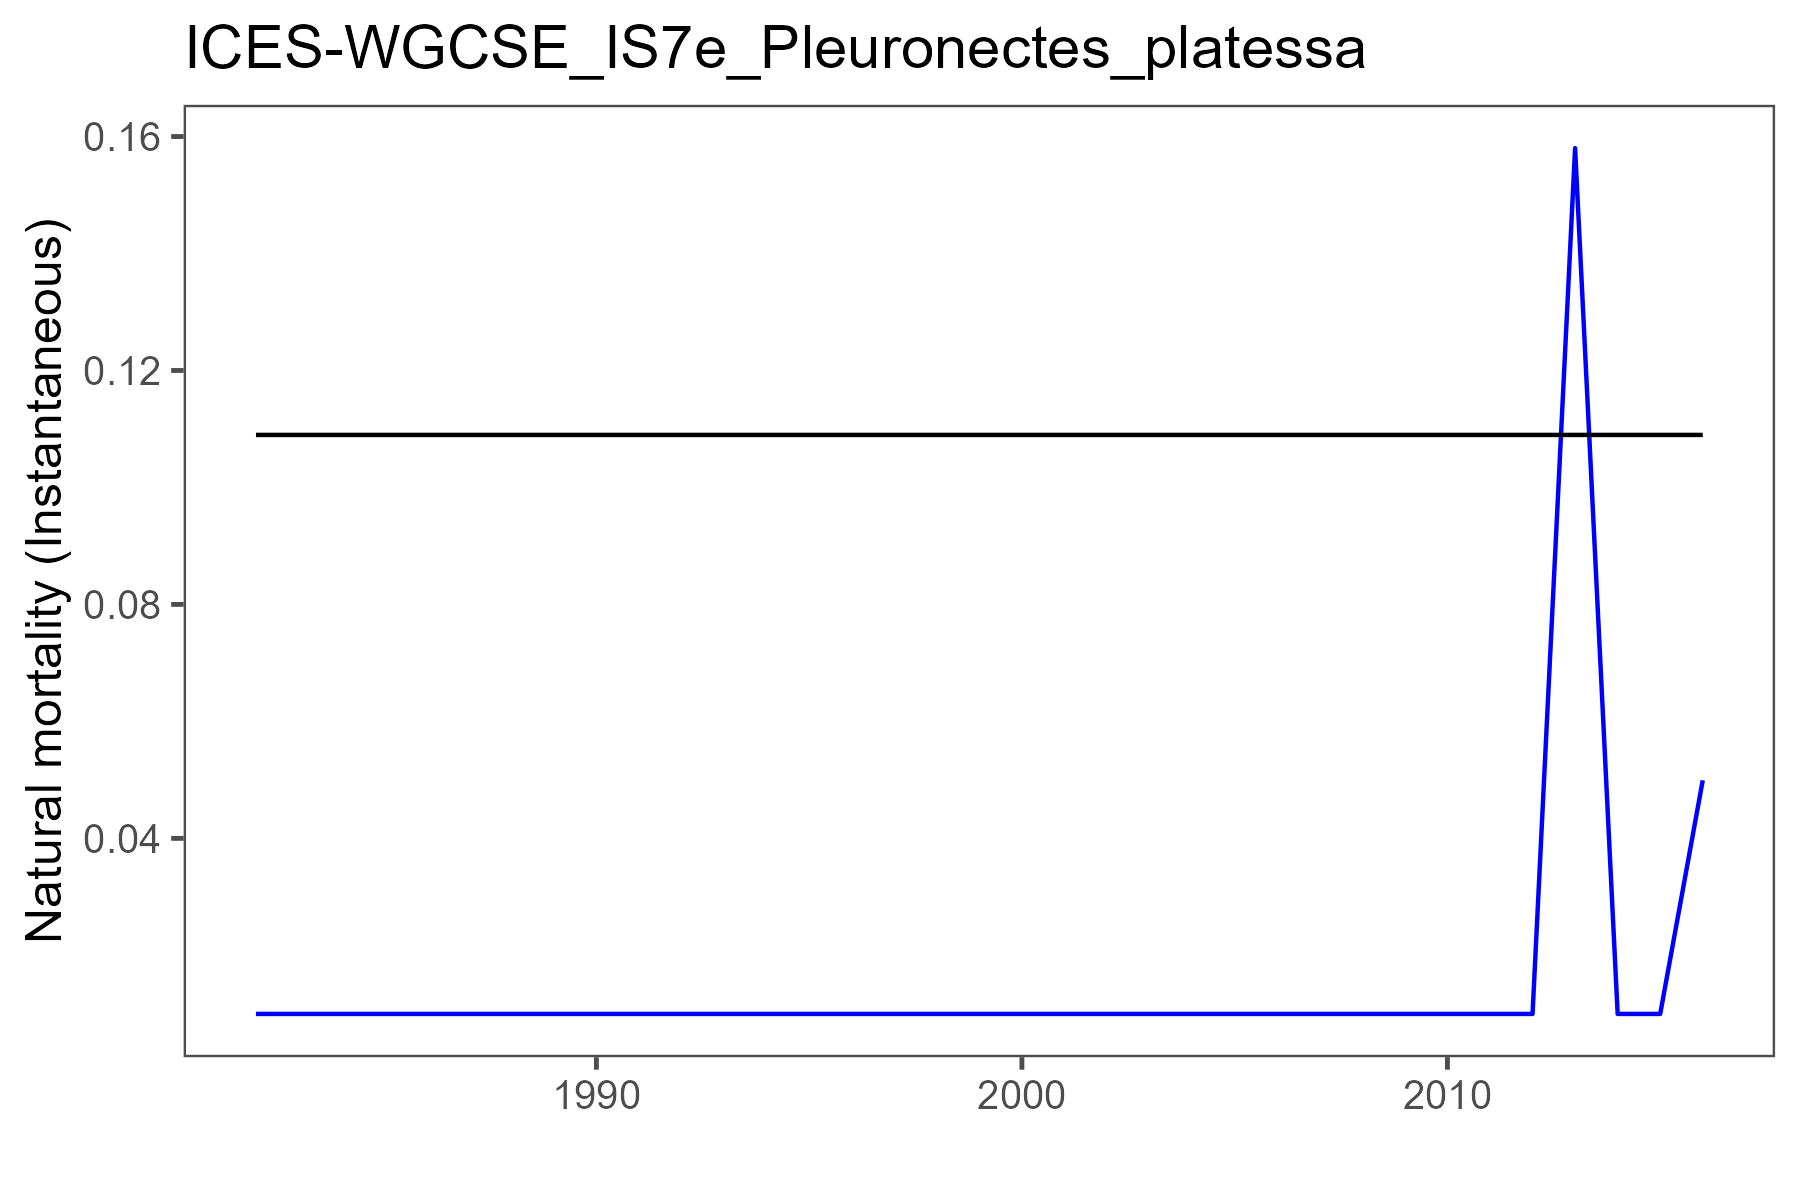 ICES-WGCSE_IS7e_Pleuronectes_platessa
Natural mortality (Instantaneous)
0.16
0.12
0.08
0.04
1990 2000 2010